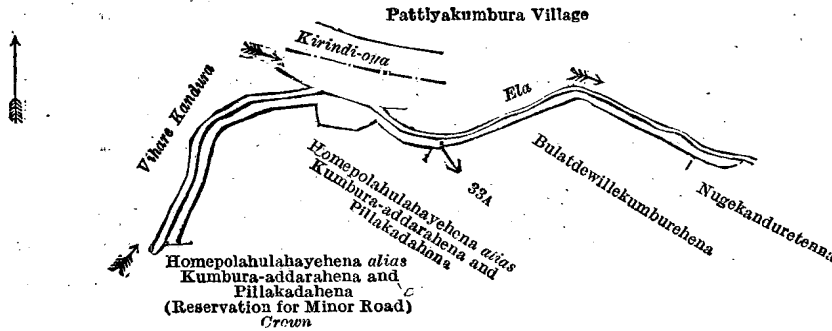 Pattiyakumbura Village
Kirindi-oya
Vihare Kandura
Ela
33A
Homepolahulahayehena alias
Kumbura-addarahena and
Pillakadahena
Bulatdewillekumburehena
Nugekanduretenna
Homepolahulahayehena alias
Kumbura-addarahena and
Pillakadahena
(Reservation for Minor Road)
Crown